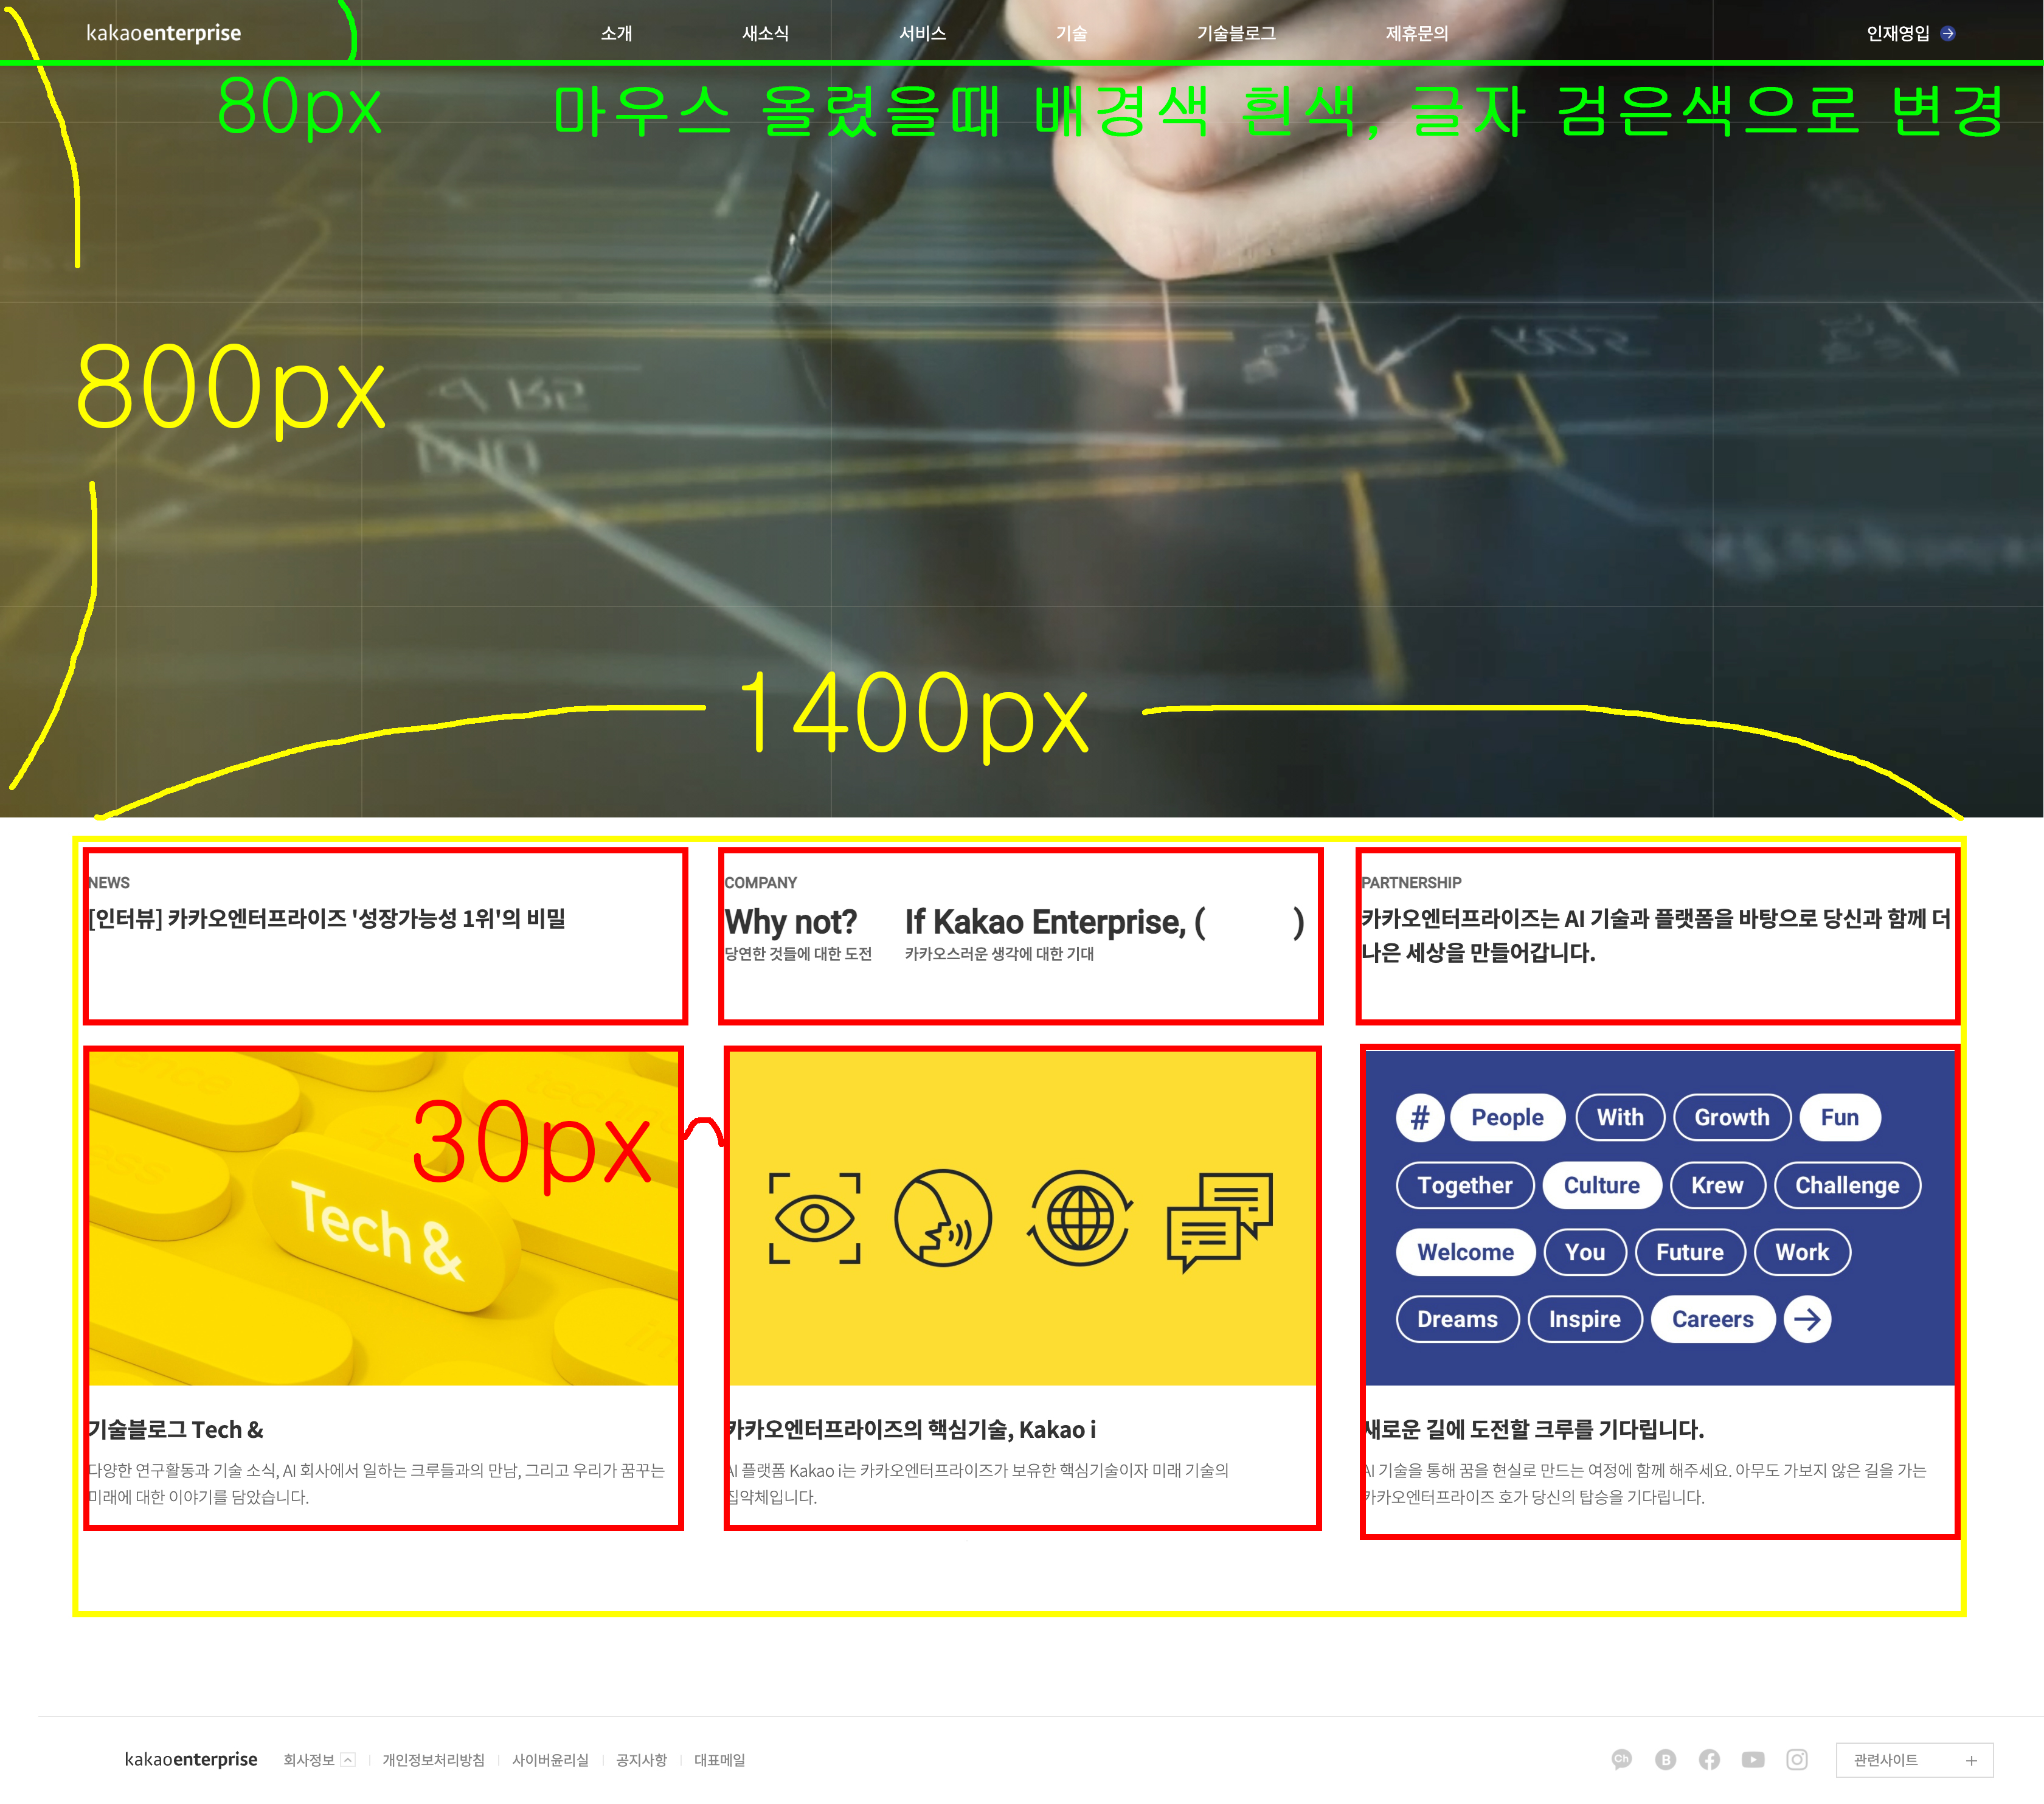 kakaoenterprise 소개 새소식 서비스 기술 기술블로그 제휴문의 인재영입
80px 마우스 올렸을때 배경색 흰색, 글자 검은색으로 변경
800px
1400px
NEWS
[인터뷰] 카카오엔터프라이즈 '성장가능성 1위'의 비밀
COMPANY
Why not? If Kakao Enterprise, ( )
당연한 것들에 대한 도전 카카오스러운 생각에 대한 기대
PARTNERSHIP
카카오엔터프라이즈는 AI 기술과 플랫폼을 바탕으로 당신과 함께 더
나은 세상을 만들어갑니다.
30px
Tech &
# People With Growth Fun
Together Culture Krew Challenge
Welcome You Future Work
Dreams Inspire Careers
기술블로그 Tech &
다양한 연구활동과 기술 소식, AI 회사에서 일하는 크루들과의 만남, 그리고 우리가 꿈꾸는
미래에 대한 이야기를 담았습니다.
카카오엔터프라이즈의 핵심기술, Kakao i
AI 플랫폼 Kakao i는 카카오엔터프라이즈가 보유한 핵심기술이자 미래 기술의
집약체입니다.
새로운 길에 도전할 크루를 기다립니다.
AI 기술을 통해 꿈을 현실로 만드는 여정에 함께 해주세요. 아무도 가보지 않은 길을 가는
카카오엔터프라이즈 호가 당신의 탑승을 기다립니다.
kakaoenterprise 회사정보 개인정보처리방침 사이버윤리실 공지사항 대표메일 Ch B 관련사이트 +